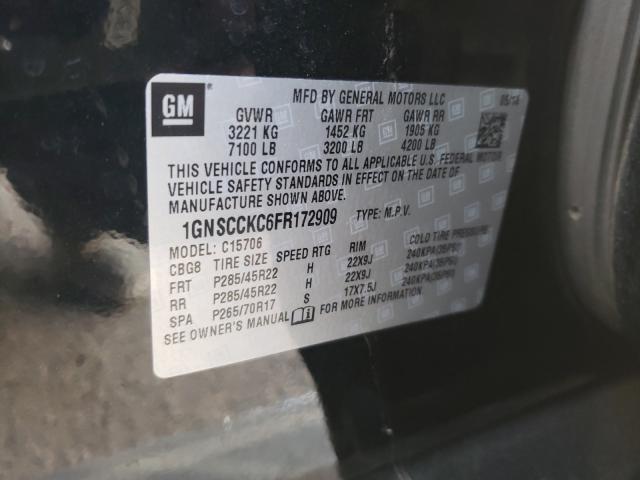 GM
MFD BY GENERAL MOTORS LLC
GVWR GAWR FRT GAWR RR
3221 KG 1452 KG 1905 KG
7100 LB 3200 LB 4200 LB
THIS VEHICLE CONFORMS TO ALL APPLICABLE U.S. FEDERAL MOTOR
VEHICLE SAFETY STANDARDS IN EFFECT ON THE DATE OF
MANUFACTURE SHOWN ABOVE.
1GNSCCKC6FR172909 TYPE: M.P.V.
MODEL: C15706
CBG8 TIRE SIZE SPEED RTG RIM COLD TIRE PRESSURE
FRT P285/45R22 H 22X9J 240KPA(35PSI)
RR P285/45R22 H 22X9J 240KPA(35PSI)
SPA P265/70R17 S 17X7.5J 240KPA(35PSI)
SEE OWNER'S MANUAL